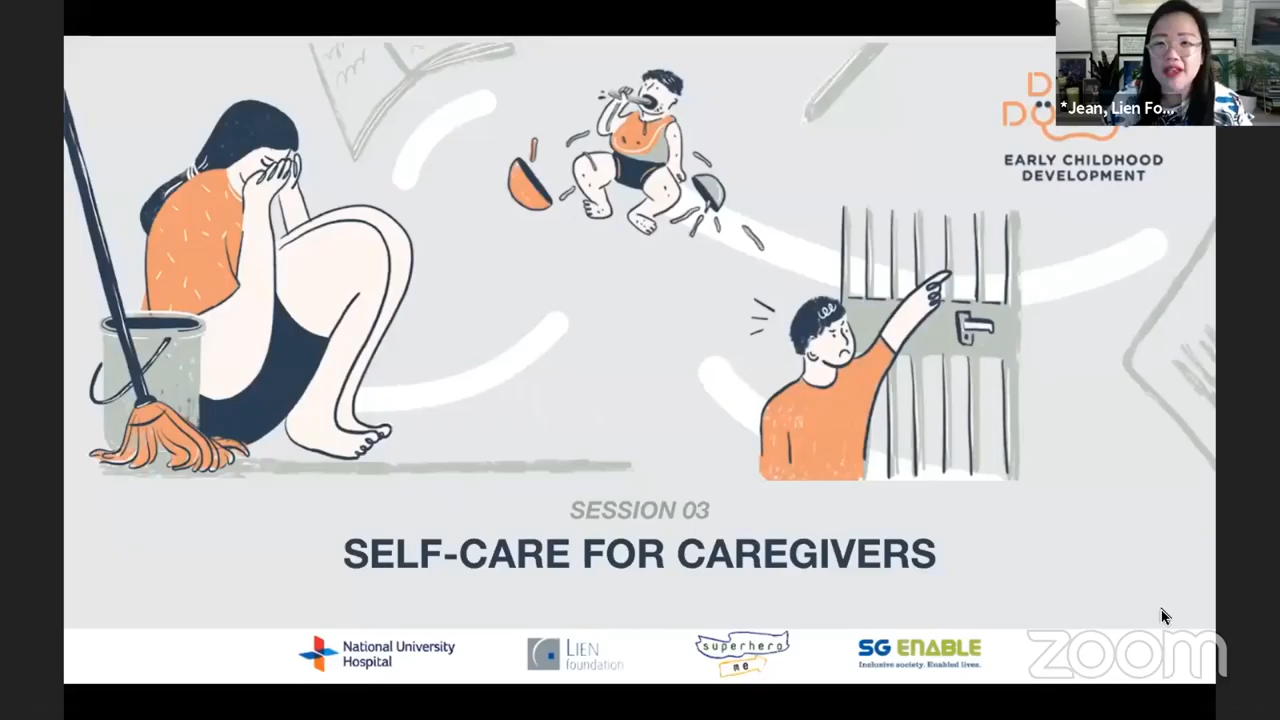 *Jean, Lien Fo...
EARLY CHILDHOOD
DEVELOPMENT
SESSION 03
SELF-CARE FOR CAREGIVERS
National University
Hospital
LIEN
foundation
superhero
me
SG ENABLE
Inclusive society. Enabled lives.
zoom